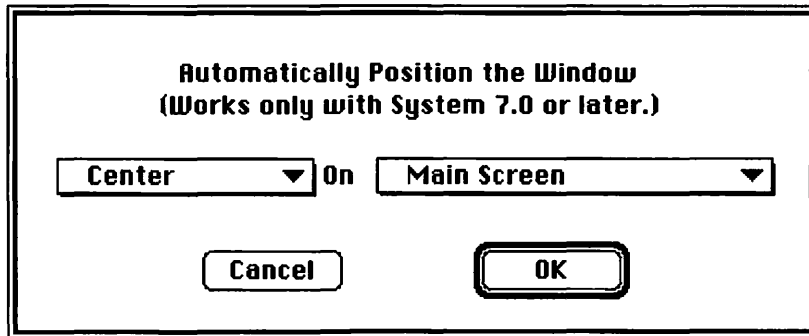 Automatically Position the Window
(Works only with System 7.0 or later.)
Center On Main Screen
Cancel OK